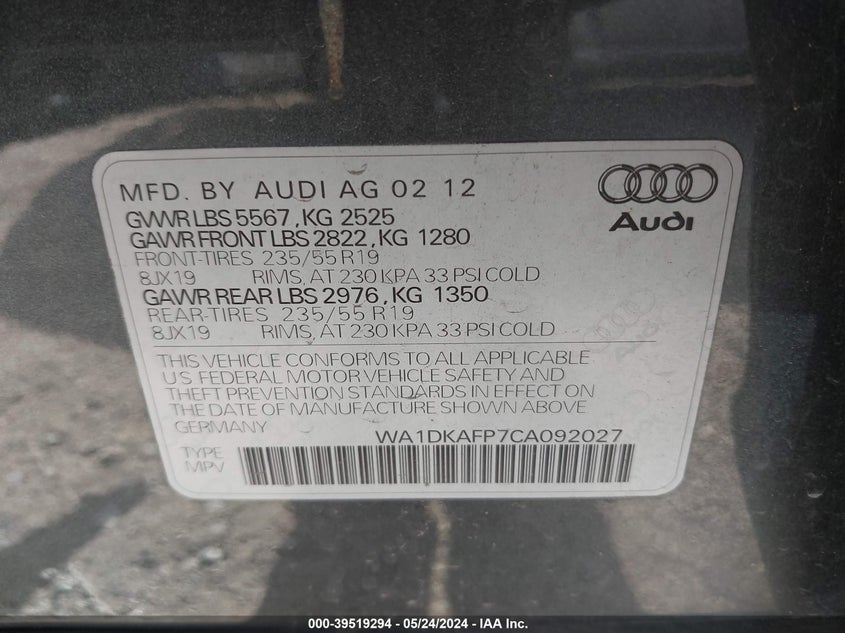 MFD. BY AUDI AG 02 12
GVWR LBS 5567, KG 2525
GAWR FRONT LBS 2822, KG 1280
FRONT-TIRES 235/55 R19
8JX19 RIMS, AT 230 KPA 33 PSI COLD
GAWR REAR LBS 2976, KG 1350
REAR-TIRES 235/55 R19
8JX19 RIMS, AT 230 KPA 33 PSI COLD
Audi
THIS VEHICLE CONFORMS TO ALL APPLICABLE
U.S. FEDERAL MOTOR VEHICLE SAFETY AND
THEFT PREVENTION STANDARDS IN EFFECT ON
THE DATE OF MANUFACTURE SHOWN ABOVE.
GERMANY
WA1DKAFP7CA092027
TYPE
MPV
000-39519294 - 05/24/2024 - IAA Inc.